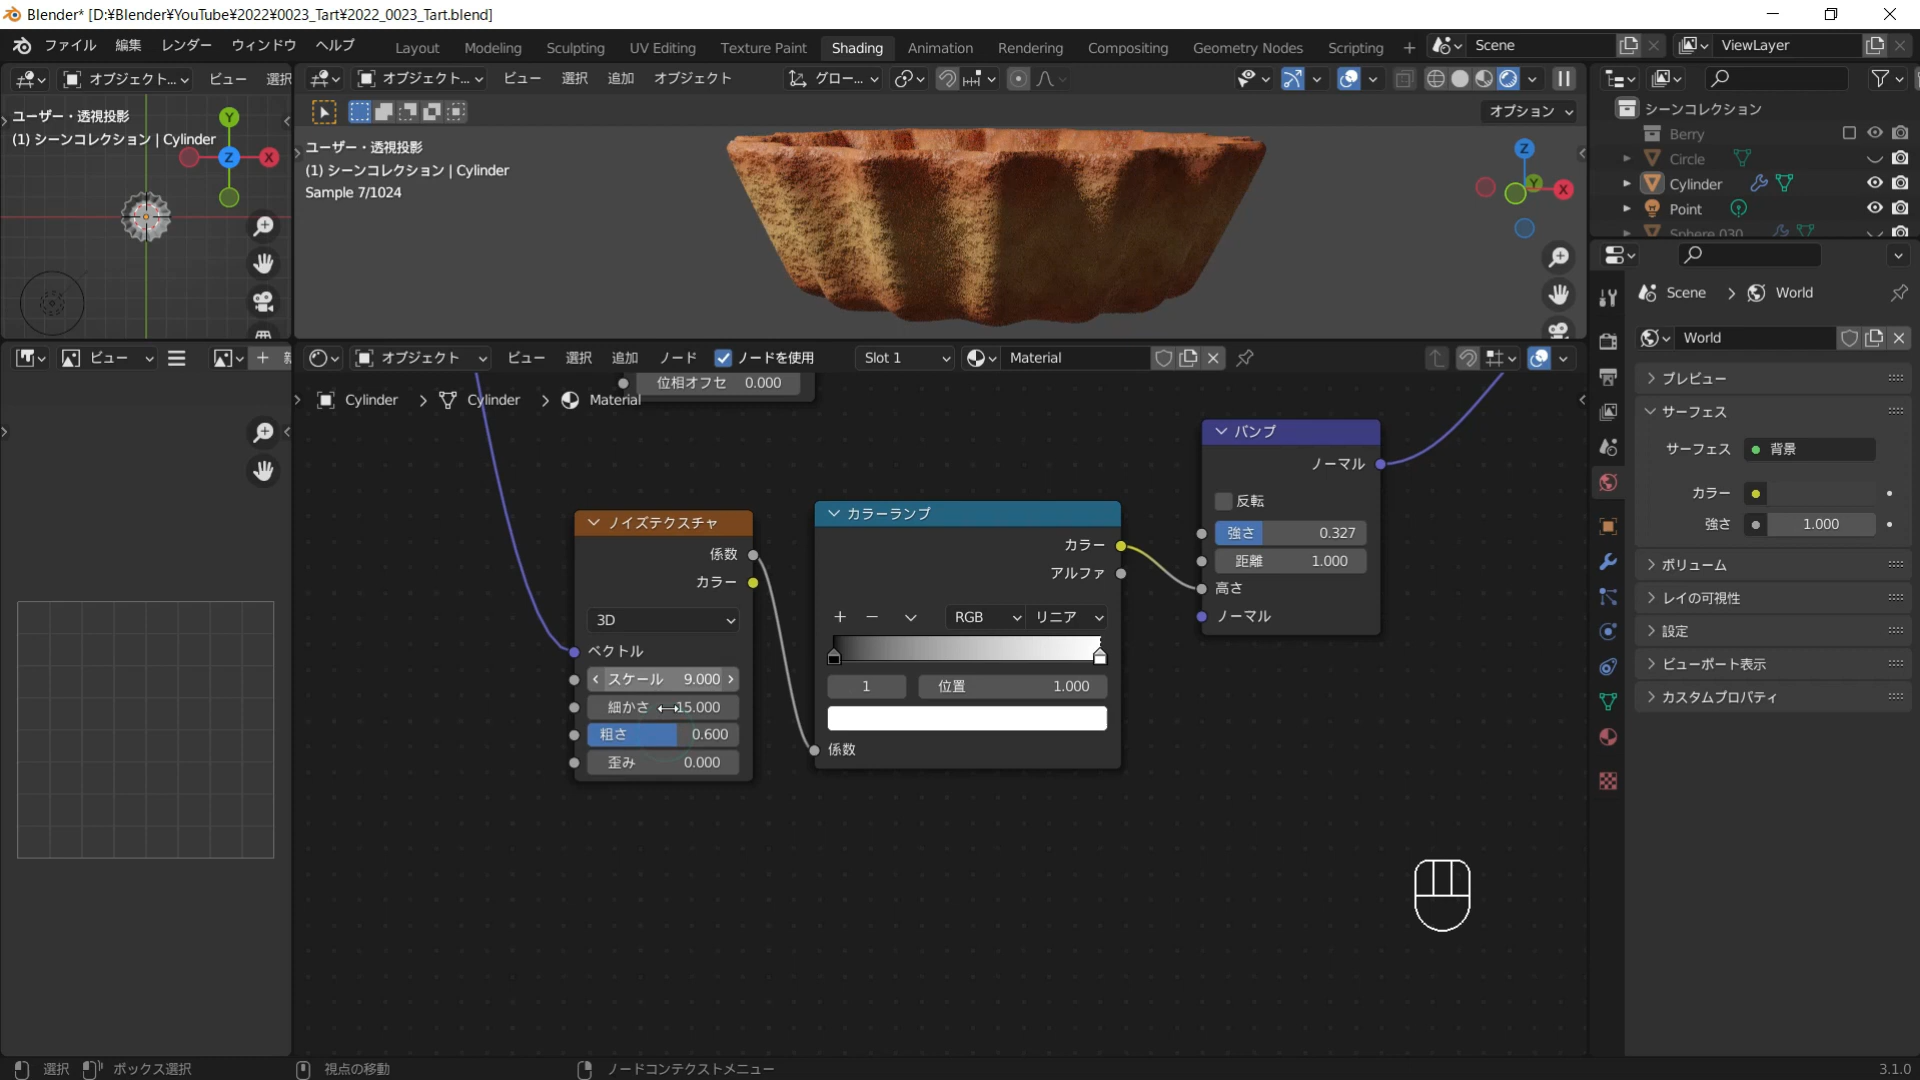 Blender* [D:¥Blender¥YouTube¥2022¥0023_Tart¥2022_0023_Tart.blend]
ファイル 編集 レンダー ウィンドウ ヘルプ Layout Modeling Sculpting UV Editing Texture Paint Shading Animation Rendering Compositing Geometry Nodes Scripting + Scene ViewLayer
オブジェクト... ビュー 選択
オブジェクト... ビュー 選択 追加 オブジェクト グロー...
オプション
ユーザー・透視投影
(1) シーンコレクション | Cylinder
Y
Z
X
ユーザー・透視投影
(1) シーンコレクション | Cylinder
Sample 7/1024
Z
Y
X
シーンコレクション
Berry
Circle
Cylinder
Point
Sphere.030
Scene World
World
プレビュー
サーフェス
サーフェス 背景
カラー
強さ 1.000
ボリューム
レイの可視性
設定
ビューポート表示
カスタムプロパティ
ビュー
オブジェクト ビュー 選択 追加 ノード ノードを使用 Slot 1 Material
位相オフセ 0.000
Cylinder Cylinder Material
ノイズテクスチャ
係数
カラー
3D
ベクトル
スケール 9.000
細かさ 15.000
粗さ 0.600
歪み 0.000
カラーランプ
カラー
アルファ
+ − RGB リニア
1 位置 1.000
係数
バンプ
ノーマル
反転
強さ 0.327
距離 1.000
高さ
ノーマル
選択 ボックス選択 視点の移動 ノードコンテクストメニュー 3.1.0